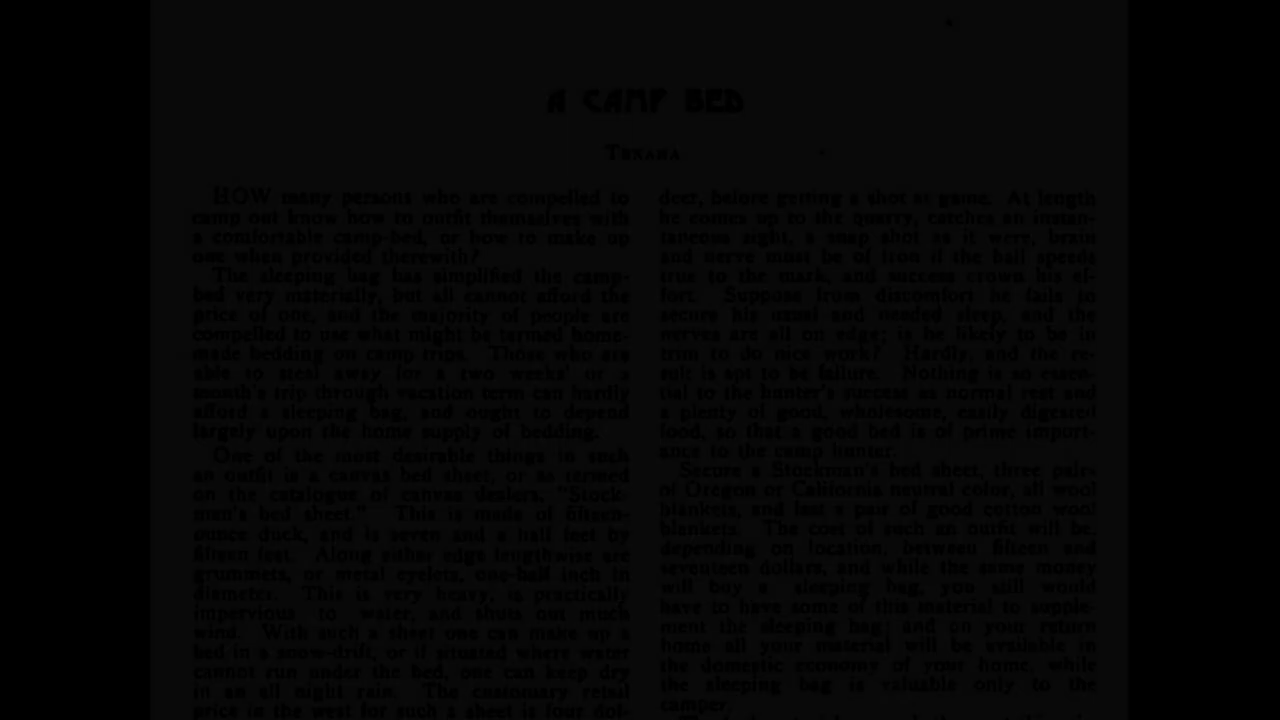 A CAMP BED
TEXANA
HOW many persons who are compelled to
camp out know how to outfit themselves with
a comfortable camp-bed, or how to make up
one when provided therewith?
The sleeping bag has simplified the camp-
bed very materially, but all cannot afford the
price of one, and the majority of people are
compelled to use what might be termed home-
made bedding on camp trips. Those who are
able to steal away for a two weeks' or a
month's trip through vacation term can hardly
afford a sleeping bag, and ought to depend
largely upon the home supply of bedding.
One of the most desirable things in such
an outfit is a canvas bed sheet, or as termed
on the catalogue of canvas dealers, "Stock-
man's bed sheet." This is made of fifteen-
ounce duck, and is seven and a half feet by
fifteen feet. Along either edge lengthwise are
grummets, or metal eyelets, one-half inch in
diameter. This is very heavy, is practically
impervious to water, and shuts out much
wind. With such a sheet one can make up a
bed in a snow-drift, or if situated where water
cannot run under the bed, one can keep dry
in an all night rain. The customary retail
price in the west for such a sheet is four dol-
deer, before getting a shot at game. At length
he comes up to the quarry, catches an instan-
taneous sight, a snap shot as it were, brain
and nerve must be of iron if the ball speeds
true to the mark, and success crown his ef-
fort. Suppose from discomfort he fails to
secure his usual and needed sleep, and the
nerves are all on edge; is he likely to be in
trim to do nice work? Hardly, and the re-
sult is apt to be failure. Nothing is so essen-
tial to the hunter's success as normal rest and
a plenty of good, wholesome, easily digested
food, so that a good bed is of prime import-
ance to the camp hunter.
Secure a Stockman's bed sheet, three pairs
of Oregon or California neutral color, all wool
blankets, and last a pair of good cotton wool
blankets. The cost of such an outfit will be,
depending on location, between fifteen and
seventeen dollars, and while the same money
will buy a sleeping bag, you still would
have to have some of this material to supple-
ment the sleeping bag; and on your return
home all your material will be available in
the domestic economy of your home, while
the sleeping bag is valuable only to the
camper.